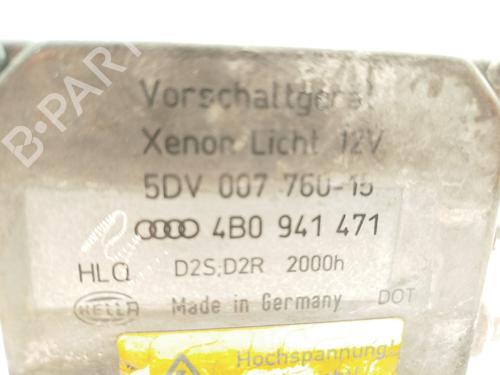 Vorschaltgerät
Xenon Licht 12V
5DV 007 760-15
4B0 941 471
HLQ D2S;D2R 2000h
HELLA Made in Germany DOT
Hochspannung!
B-PARTS